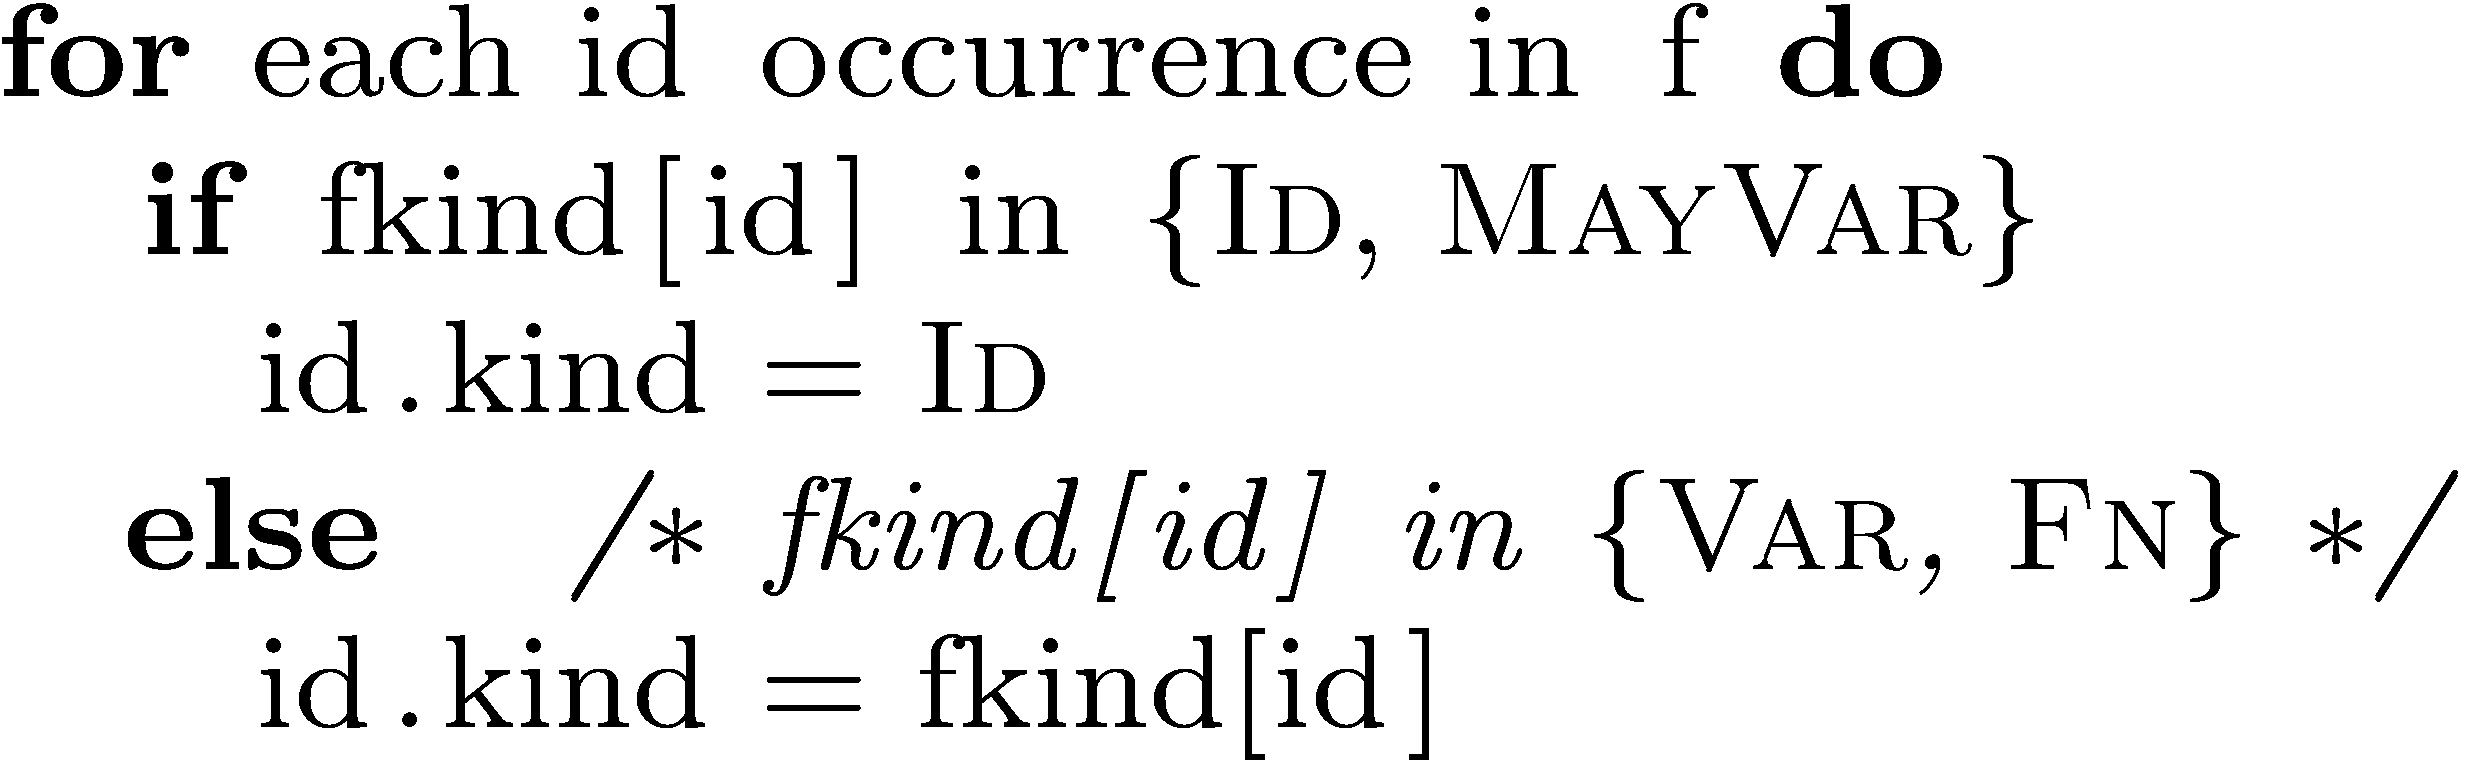 for each id occurrence in f do
if fkind[id] in {Id, MayVar}
id.kind = Id
else /* fkind[id] in {Var, Fn} */
id.kind = fkind[id]